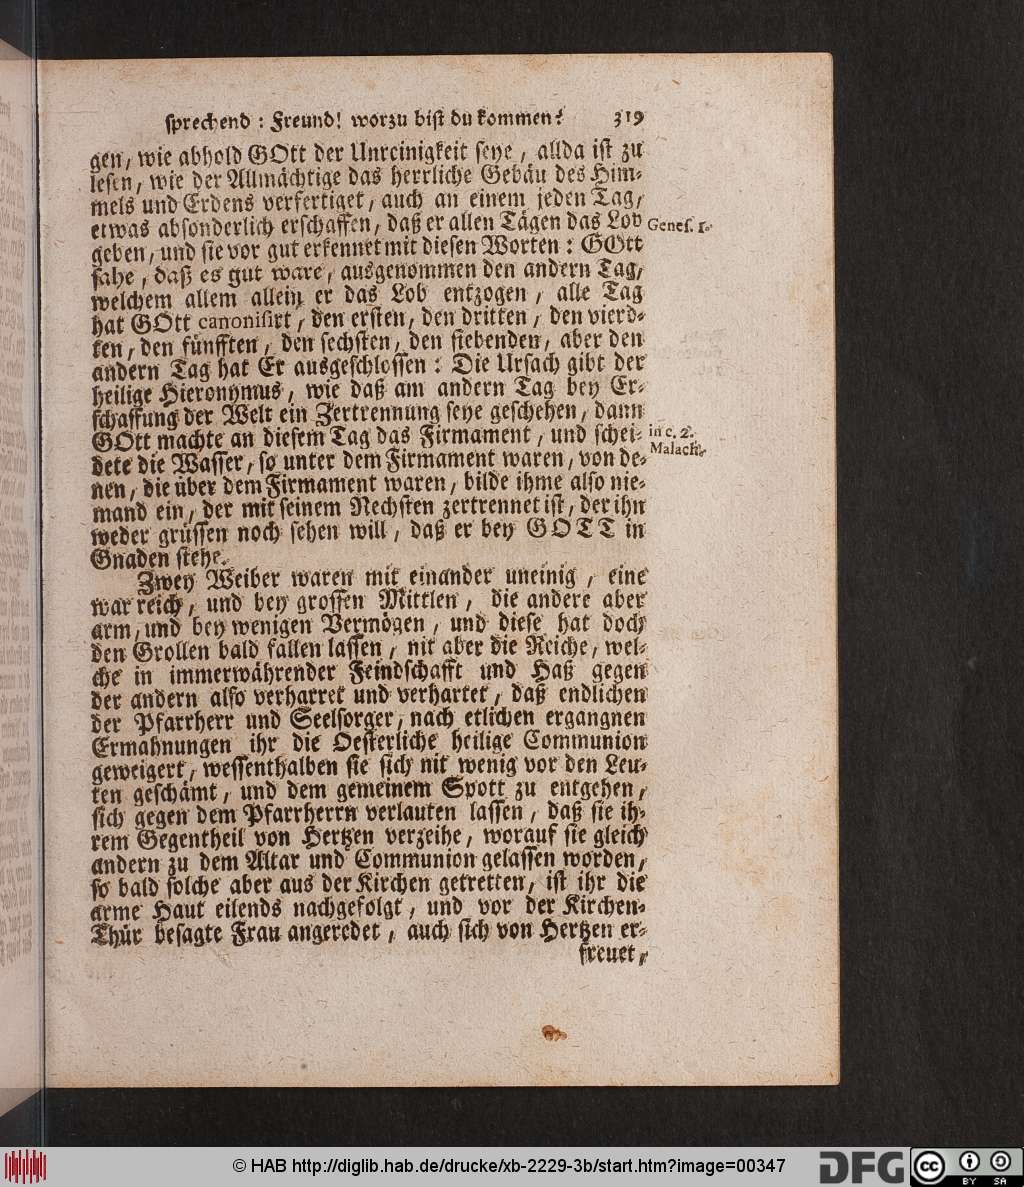 sprechend : Freund! worzu bist du kommen? 319
gen, wie abhold GOtt der Unreinigkeit seye, allda ist zu
lesen, wie der Allmächtige das herrliche Gebäu des Him-
mels und Erdens verfertiget, auch an einem jeden Tag,
etwas absonderlich erschaffen, daß er allen Tägen das Lob
Genes. 1.
geben, und sie vor gut erkennet mit diesen Worten : GOtt
sahe, daß es gut ware, ausgenommen den andern Tag,
welchem allem allein er das Lob entzogen, alle Tag
hat GOtt canonisirt, den ersten, den dritten, den vierd-
ten, den fünfften, den sechsten, den siebenden, aber den
andern Tag hat Er ausgeschlossen : Die Ursach gibt der
heilige Hieronymus, wie daß am andern Tag bey Er-
schaffung der Welt ein Zertrennung seye geschehen, dann
GOtt machte an diesem Tag das Firmament, und schei-
in c. 2.
Malach.
dete die Wasser, so unter dem Firmament waren, von de-
nen, die über dem Firmament waren, bilde ihme also nie-
mand ein, der mit seinem Nechsten zertrennet ist, der ihn
weder grüssen noch sehen will, daß er bey GOTT in
Gnaden stehe.
Zwey Weiber waren mit einander uneinig, eine
war reich, und bey grossen Mittlen, die andere aber
arm, und bey wenigen Vermögen, und diese hat doch
den Grollen bald fallen lassen, nit aber die Reiche, wel-
che in immerwährender Feindschafft und Haß gegen
der andern also verharret und verhartet, daß endlichen
der Pfarrherr und Seelsorger, nach etlichen ergangnen
Ermahnungen ihr die Oesterliche heilige Communion
geweigert, wessenthalben sie sich nit wenig vor den Leu-
ten geschämt, und dem gemeinem Spott zu entgehen,
sich gegen dem Pfarrherrn verlauten lassen, daß sie ih-
rem Gegentheil von Hertzen verzeihe, worauf sie gleich
andern zu dem Altar und Communion gelassen worden,
so bald solche aber aus der Kirchen getretten, ist ihr die
arme Haut eilends nachgefolgt, und vor der Kirchen-
Thür besagte Frau angeredet, auch sich von Hertzen er-
freuet,
© HAB http://diglib.hab.de/drucke/xb-2229-3b/start.htm?image=00347
DFG cc BY SA